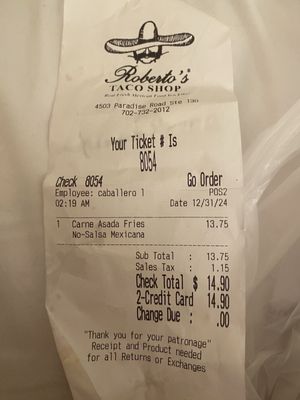 Roberto's
TACO SHOP
4503 Paradise Road Ste 130
702-732-2012
Your Ticket # Is
8054
Check 8054 Go Order
Employee: caballero 1 POS2
02:19 AM Date 12/31/24
1 Carne Asada Fries 13.75
No-Salsa Mexicana
Sub Total : 13.75
Sales Tax : 1.15
Check Total $ 14.90
2-Credit Card 14.90
Change Due : .00
"Thank you for your patronage"
Receipt and Product needed
for all Returns or Exchanges